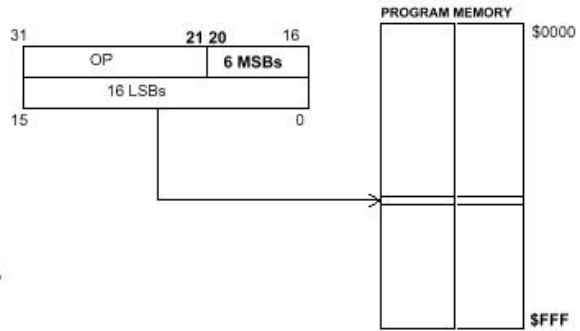 PROGRAM MEMORY
31 21 20 16 $0000
OP 6 MSBs
16 LSBs
15 0
$FFF